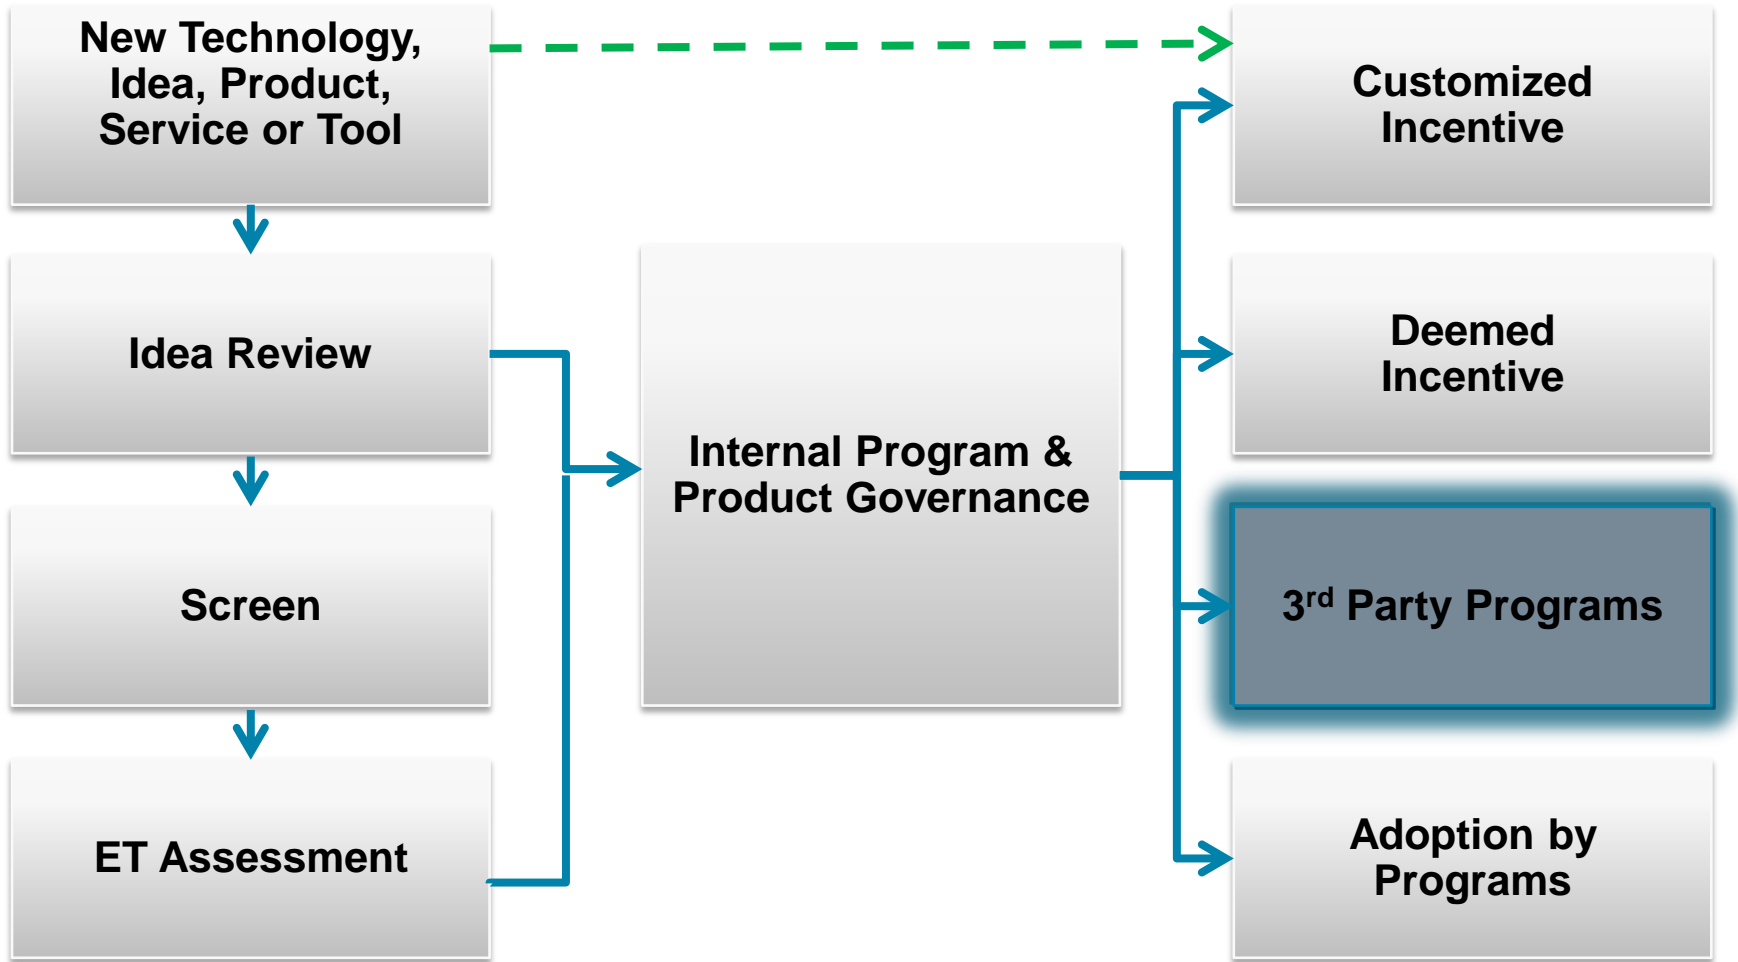 New Technology,
Idea, Product,
Service or Tool
Idea Review
Screen
ET Assessment
Internal Program &
Product Governance
Customized
Incentive
Deemed
Incentive
3rd Party Programs
Adoption by
Programs